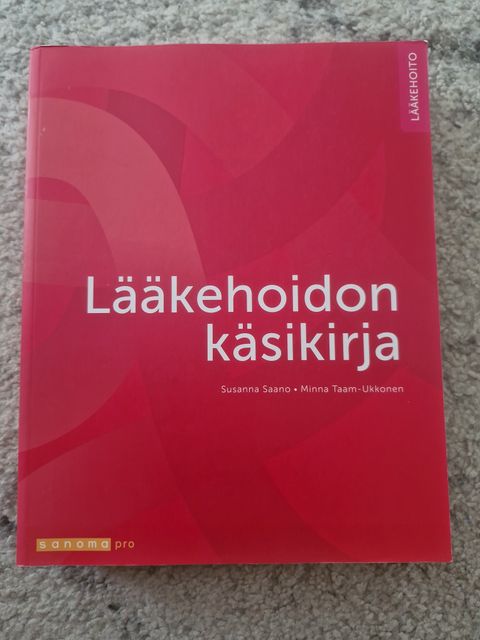 LÄÄKEHOITO
Lääkehoidon
käsikirja
Susanna Saano • Minna Taam-Ukkonen
sanoma pro